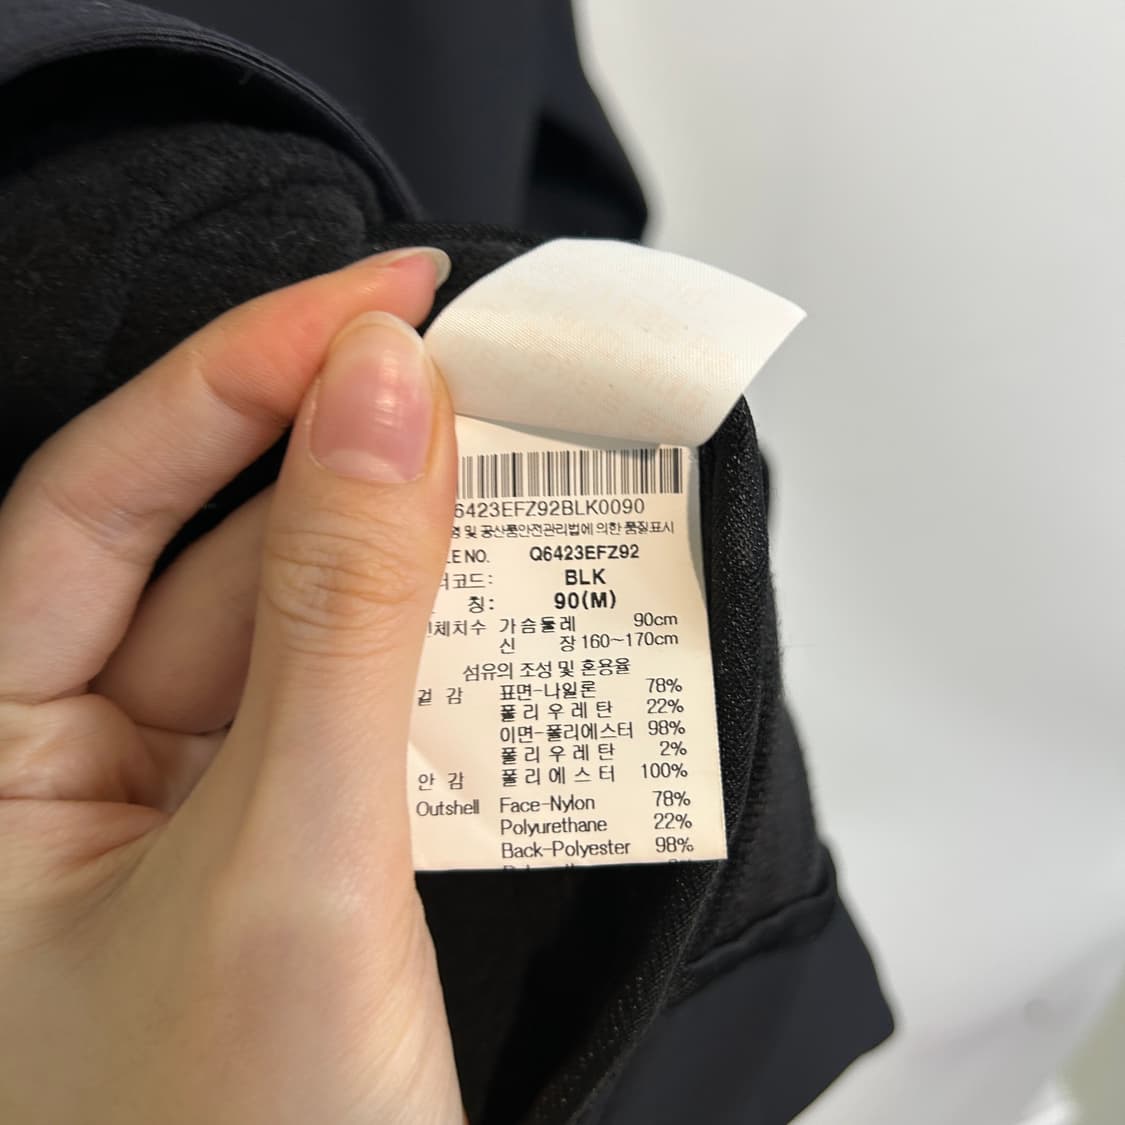 6423EFZ92BLK0090
및 공산품안전관리법에 의한 품질표시
NO. Q6423EFZ92
코드: BLK
칭: 90(M)
체치수 가슴둘레 90cm
신 장 160~170cm
섬유의 조성 및 혼용율
겉 감 표면-나일론 78%
폴리우레탄 22%
이면-폴리에스터 98%
폴리우레탄 2%
안 감 폴리에스터 100%
Outshell Face-Nylon 78%
Polyurethane 22%
Back-Polyester 98%